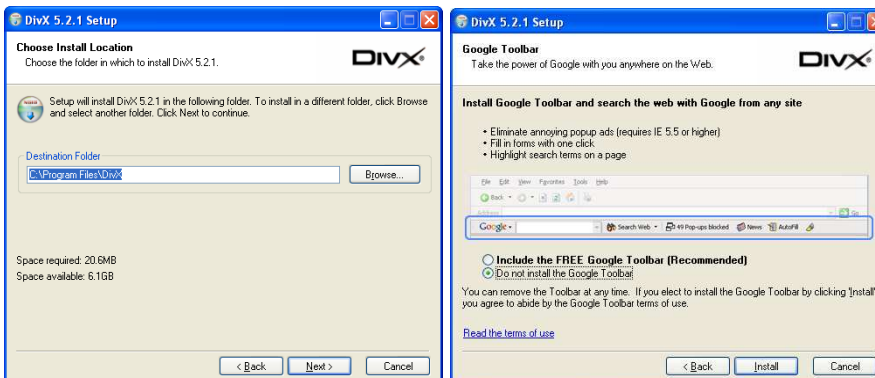 DivX 5.2.1 Setup
Choose Install Location
Choose the folder in which to install DivX 5.2.1.
DIVX
Setup will install DivX 5.2.1 in the following folder. To install in a different folder, click Browse
and select another folder. Click Next to continue.
Destination Folder
C:\Program Files\DivX
Browse...
Space required: 20.6MB
Space available: 6.1GB
< Back
Next >
Cancel
DivX 5.2.1 Setup
Google Toolbar
Take the power of Google with you anywhere on the Web.
DIVX
Install Google Toolbar and search the web with Google from any site
• Eliminate annoying popup ads (requires IE 5.5 or higher)
• Fill in forms with one click
• Highlight search terms on a page
File Edit View Favorites Tools Help
Back
Address
Go
Google Search Web 49 Pop-ups blocked News AutoFill
Include the FREE Google Toolbar (Recommended)
Do not install the Google Toolbar
You can remove the Toolbar at any time. If you elect to install the Google Toolbar by clicking 'Install'
you agree to abide by the Google Toolbar terms of use.
Read the terms of use
< Back
Install
Cancel